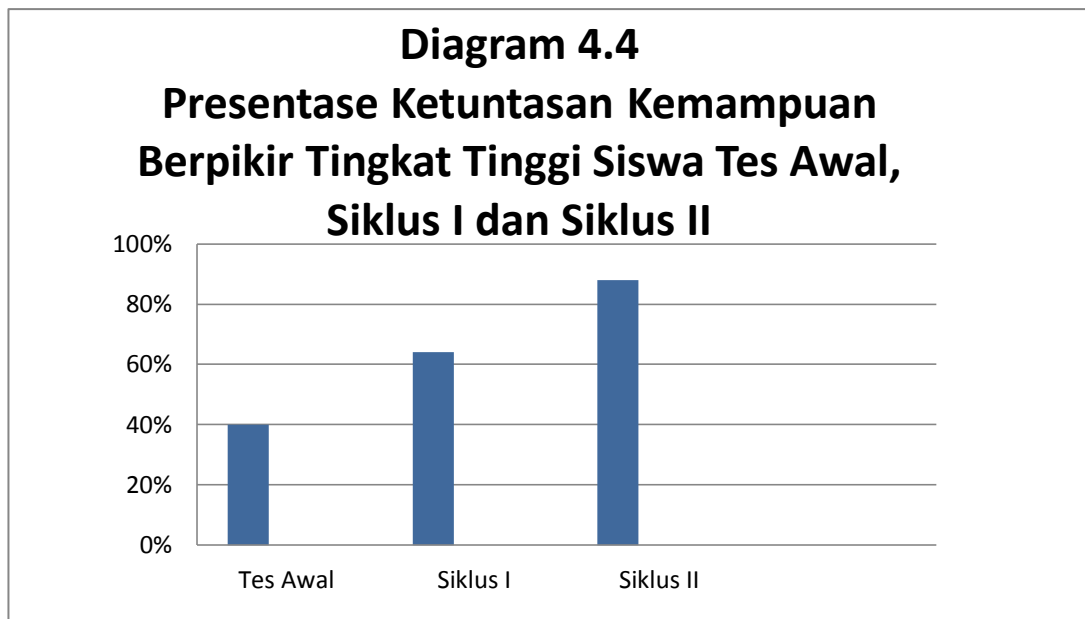 Diagram 4.4
Presentase Ketuntasan Kemampuan
Berpikir Tingkat Tinggi Siswa Tes Awal,
Siklus I dan Siklus II
100%
80%
60%
40%
20%
0%
Tes Awal
Siklus I
Siklus II